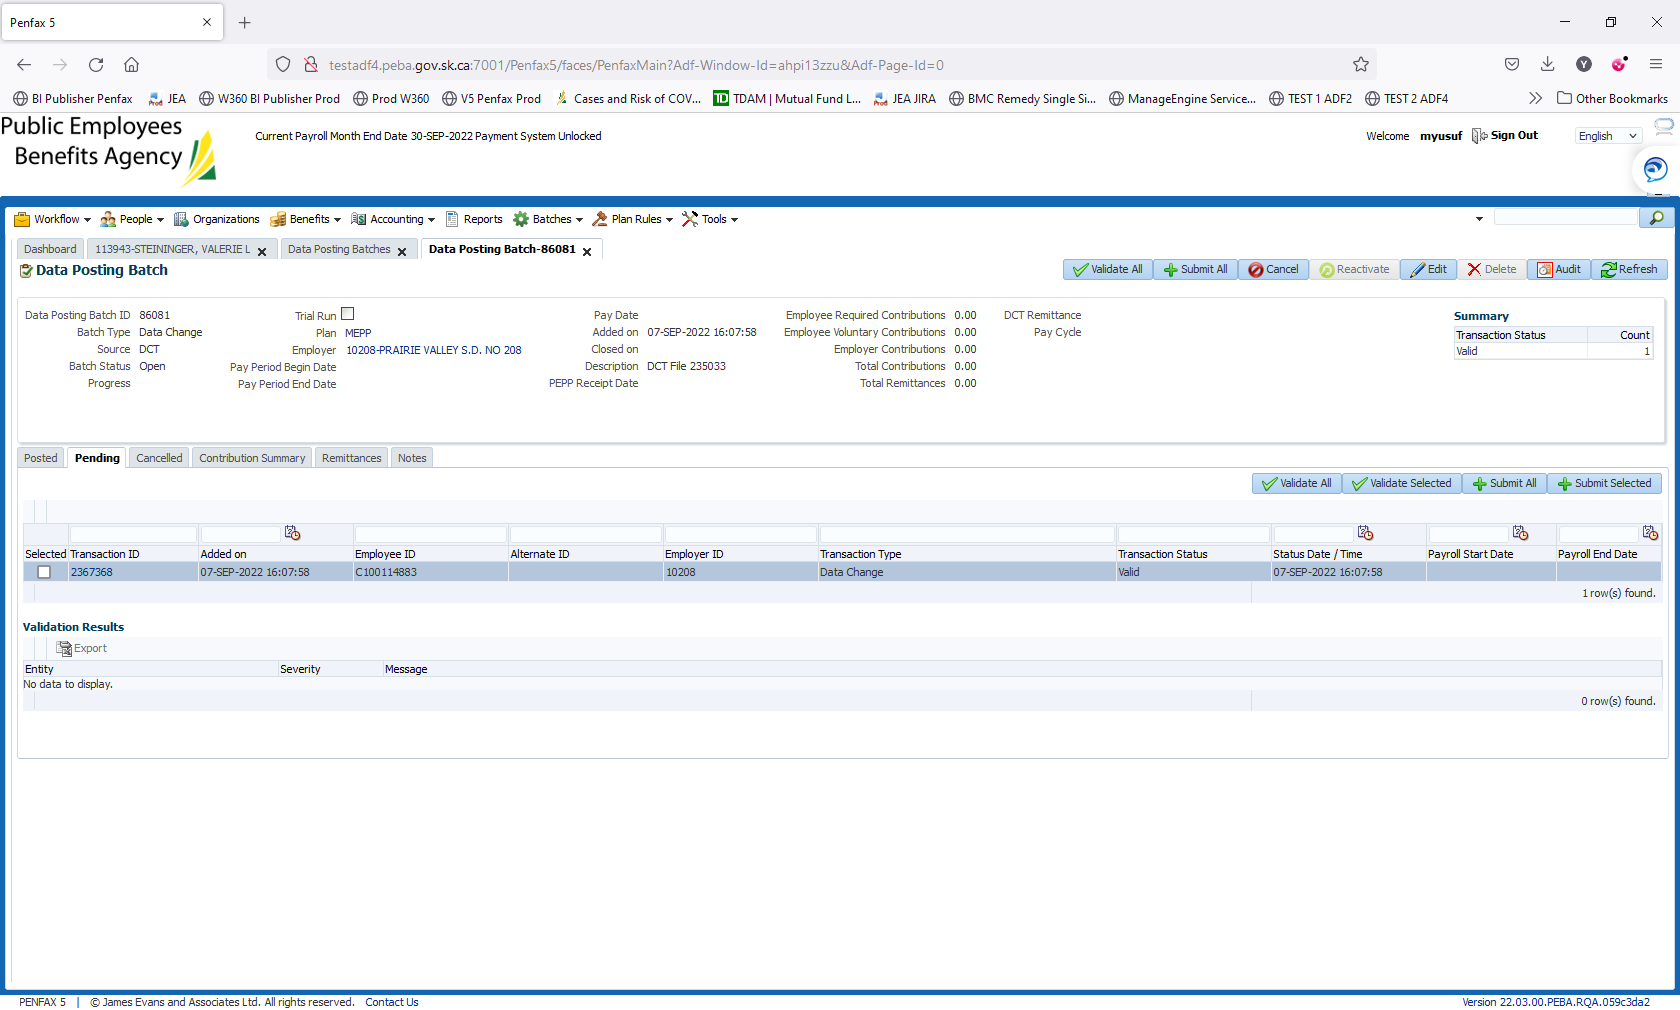 Penfax 5
testadf4.peba.gov.sk.ca:7001/Penfax5/faces/PenfaxMain?Adf-Window-Id=ahpi13zzu&Adf-Page-Id=0
Y
BI Publisher Penfax JEA W360 BI Publisher Prod Prod W360 V5 Penfax Prod Cases and Risk of COV... TD TDAM | Mutual Fund L... JEA JIRA BMC Remedy Single Si... ManageEngine Service... TEST 1 ADF2 TEST 2 ADF4 Other Bookmarks
Public Employees
Benefits Agency
Current Payroll Month End Date 30-SEP-2022 Payment System Unlocked
Welcome myusuf Sign Out English
Workflow People Organizations Benefits Accounting Reports Batches Plan Rules Tools
Dashboard 113943-STEININGER, VALERIE L Data Posting Batches Data Posting Batch-86081
Data Posting Batch
Validate All Submit All Cancel Reactivate Edit Delete Audit Refresh
Data Posting Batch ID 86081
Batch Type Data Change
Source DCT
Batch Status Open
Progress
Trial Run
Plan MEPP
Employer 10208-PRAIRIE VALLEY S.D. NO 208
Pay Period Begin Date
Pay Period End Date
Pay Date
Added on 07-SEP-2022 16:07:58
Closed on
Description DCT File 235033
PEPP Receipt Date
Employee Required Contributions 0.00
Employee Voluntary Contributions 0.00
Employer Contributions 0.00
Total Contributions 0.00
Total Remittances 0.00
DCT Remittance
Pay Cycle
Summary
Transaction Status Count
Valid 1
Posted Pending Cancelled Contribution Summary Remittances Notes
Validate All Validate Selected Submit All Submit Selected
Selected Transaction ID Added on Employee ID Alternate ID Employer ID Transaction Type Transaction Status Status Date / Time Payroll Start Date Payroll End Date
2367368 07-SEP-2022 16:07:58 C100114883 10208 Data Change Valid 07-SEP-2022 16:07:58
1 row(s) found.
Validation Results
Export
Entity Severity Message
No data to display.
0 row(s) found.
PENFAX 5 | © James Evans and Associates Ltd. All rights reserved. Contact Us
Version 22.03.00.PEBA.RQA.059c3da2